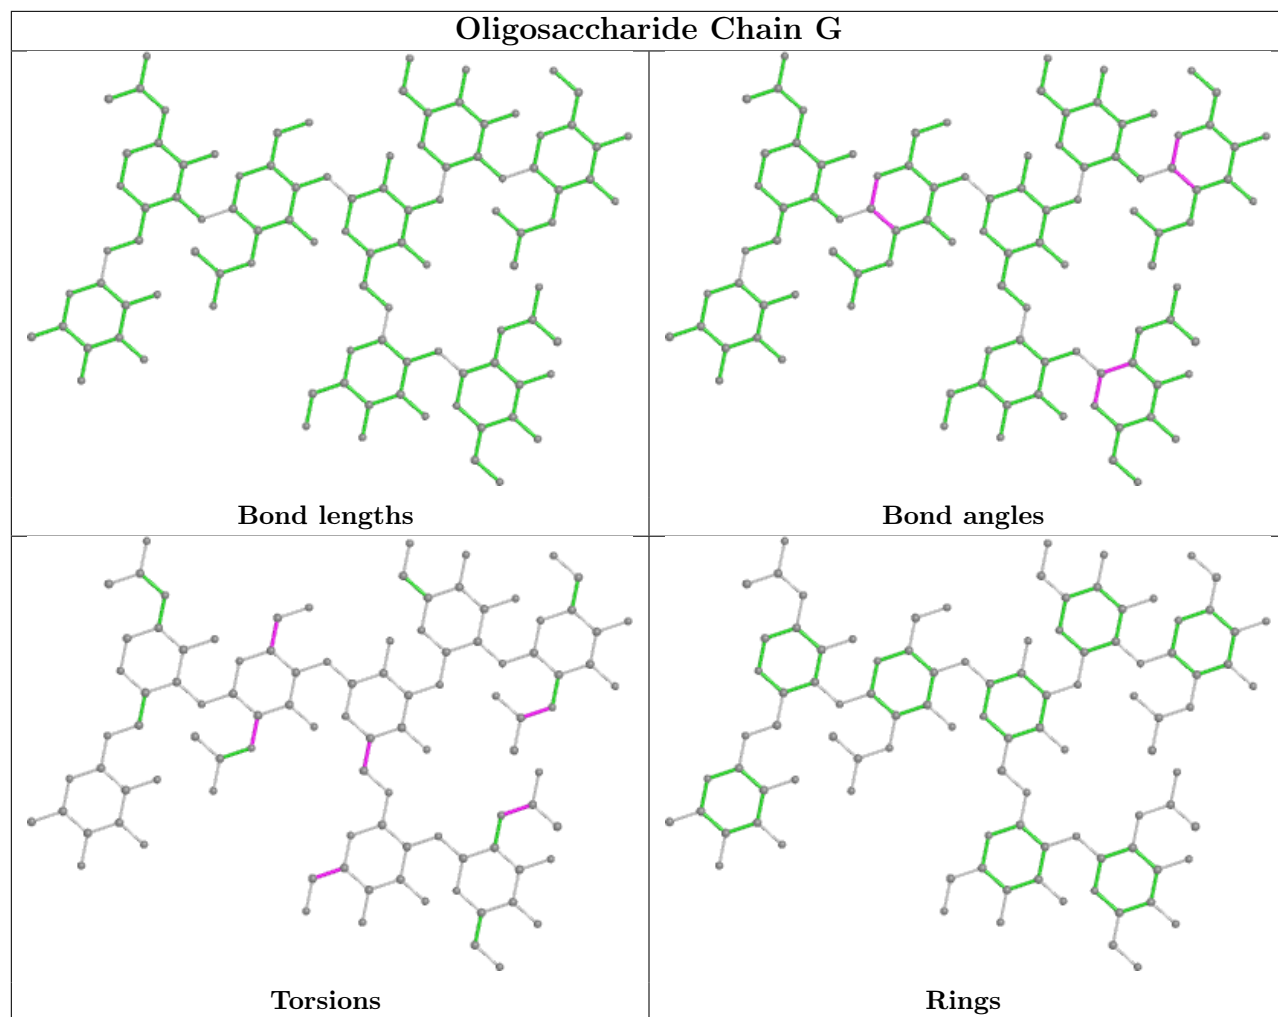 Oligosaccharide Chain G
Bond lengths
Bond angles
Torsions
Rings